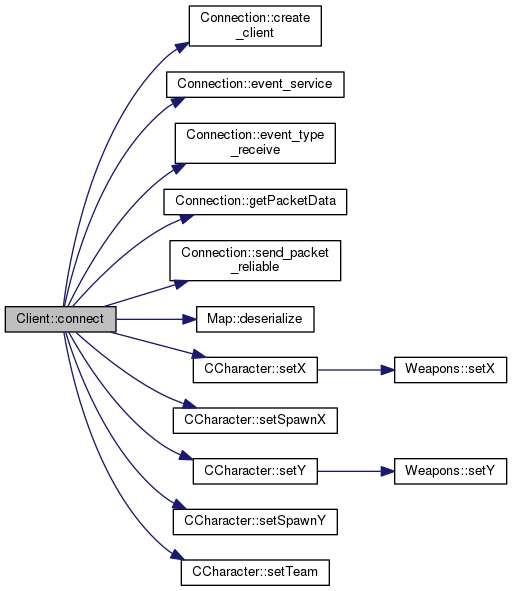 Connection::create
_client
Connection::event_service
Connection::event_type
_receive
Connection::getPacketData
Connection::send_packet
_reliable
Client::connect
Map::deserialize
CCharacter::setX
Weapons::setX
CCharacter::setSpawnX
CCharacter::setY
Weapons::setY
CCharacter::setSpawnY
CCharacter::setTeam